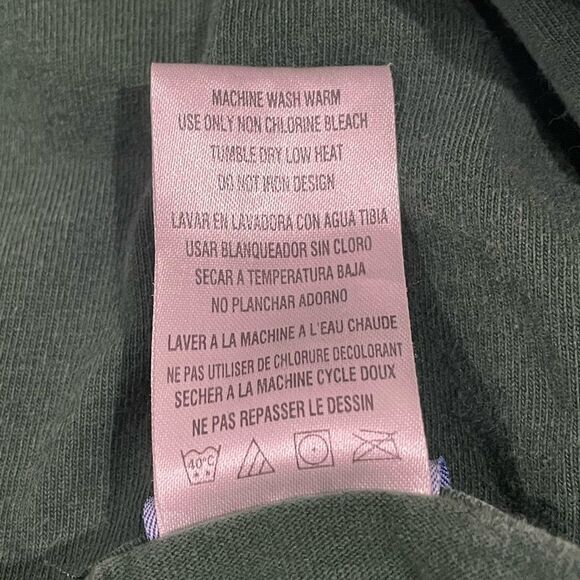 MACHINE WASH WARM
USE ONLY NON CHLORINE BLEACH
TUMBLE DRY LOW HEAT
DO NOT IRON DESIGN
LAVAR EN LAVADORA CON AGUA TIBIA
USAR BLANQUEADOR SIN CLORO
SECAR A TEMPERATURA BAJA
NO PLANCHAR ADORNO
LAVER A LA MACHINE A L'EAU CHAUDE
NE PAS UTILISER DE CHLORURE DECOLORANT
SECHER A LA MACHINE CYCLE DOUX
NE PAS REPASSER LE DESSIN
40°C